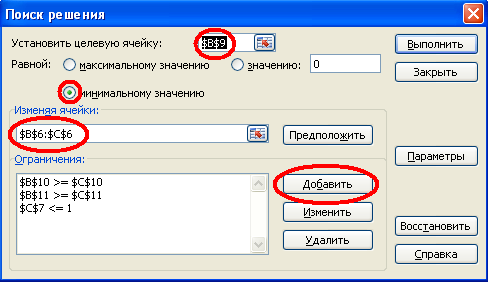 Поиск решения
Установить целевую ячейку: $B$9 Выполнить
Равной: максимальному значению значению: 0 Закрыть
минимальному значению
Изменяя ячейки:
$B$6:$C$6 Предположить
Ограничения: Параметры
$B$10 >= $C$10 Добавить
$B$11 >= $C$11
$C$7 <= 1 Изменить
Восстановить
Удалить
Справка